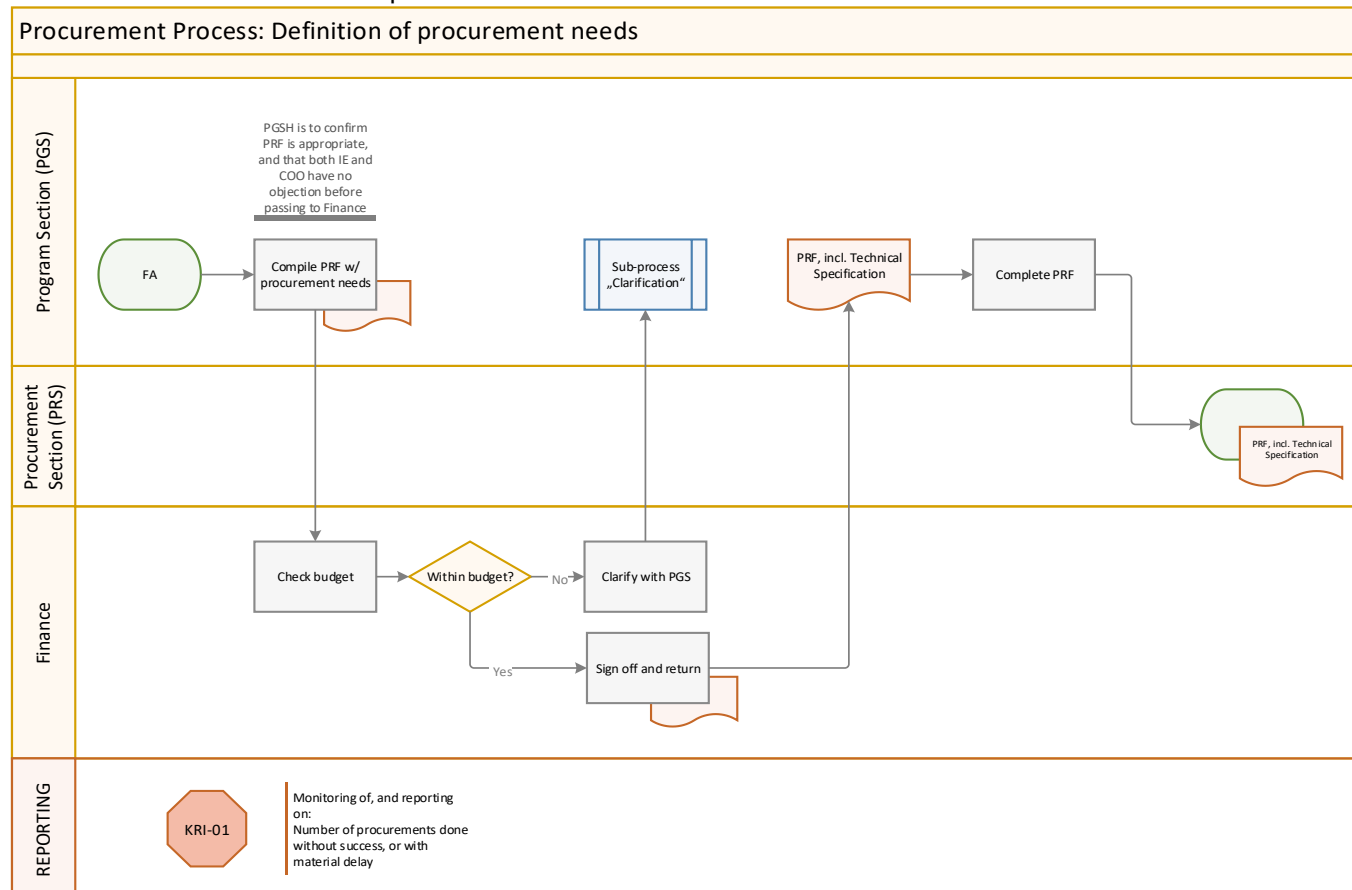 Procurement Process: Definition of procurement needs
Program Section (PGS)
PGSH is to confirm
PRF is appropriate,
and that both IE and
COO have no
objection before
passing to Finance
FA
Compile PRF w/
procurement needs
Sub-process
„Clarification“
PRF, incl. Technical
Specification
Complete PRF
Procurement
Section (PRS)
PRF, incl. Technical
Specification
Finance
Check budget
Within budget?
No
Clarify with PGS
Yes
Sign off and return
REPORTING
KRI-01
Monitoring of, and reporting
on:
Number of procurements done
without success, or with
material delay